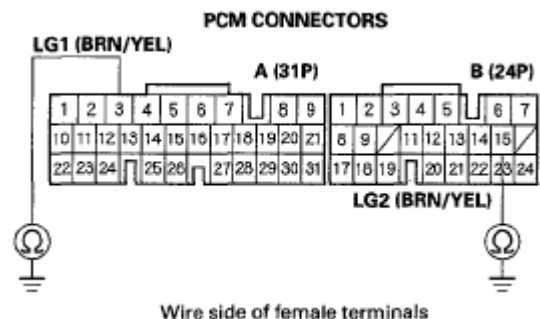 PCM CONNECTORS
LG1 (BRN/YEL)
A (31P) B (24P)
1 2 3 4 5 6 7 8 9 1 2 3 4 5 6 7
10 11 12 13 14 15 16 17 18 19 20 21 8 9 11 12 13 14 15
22 23 24 25 26 27 28 29 30 31 17 18 19 20 21 22 23 24
LG2 (BRN/YEL)
Ω Ω
Wire side of female terminals